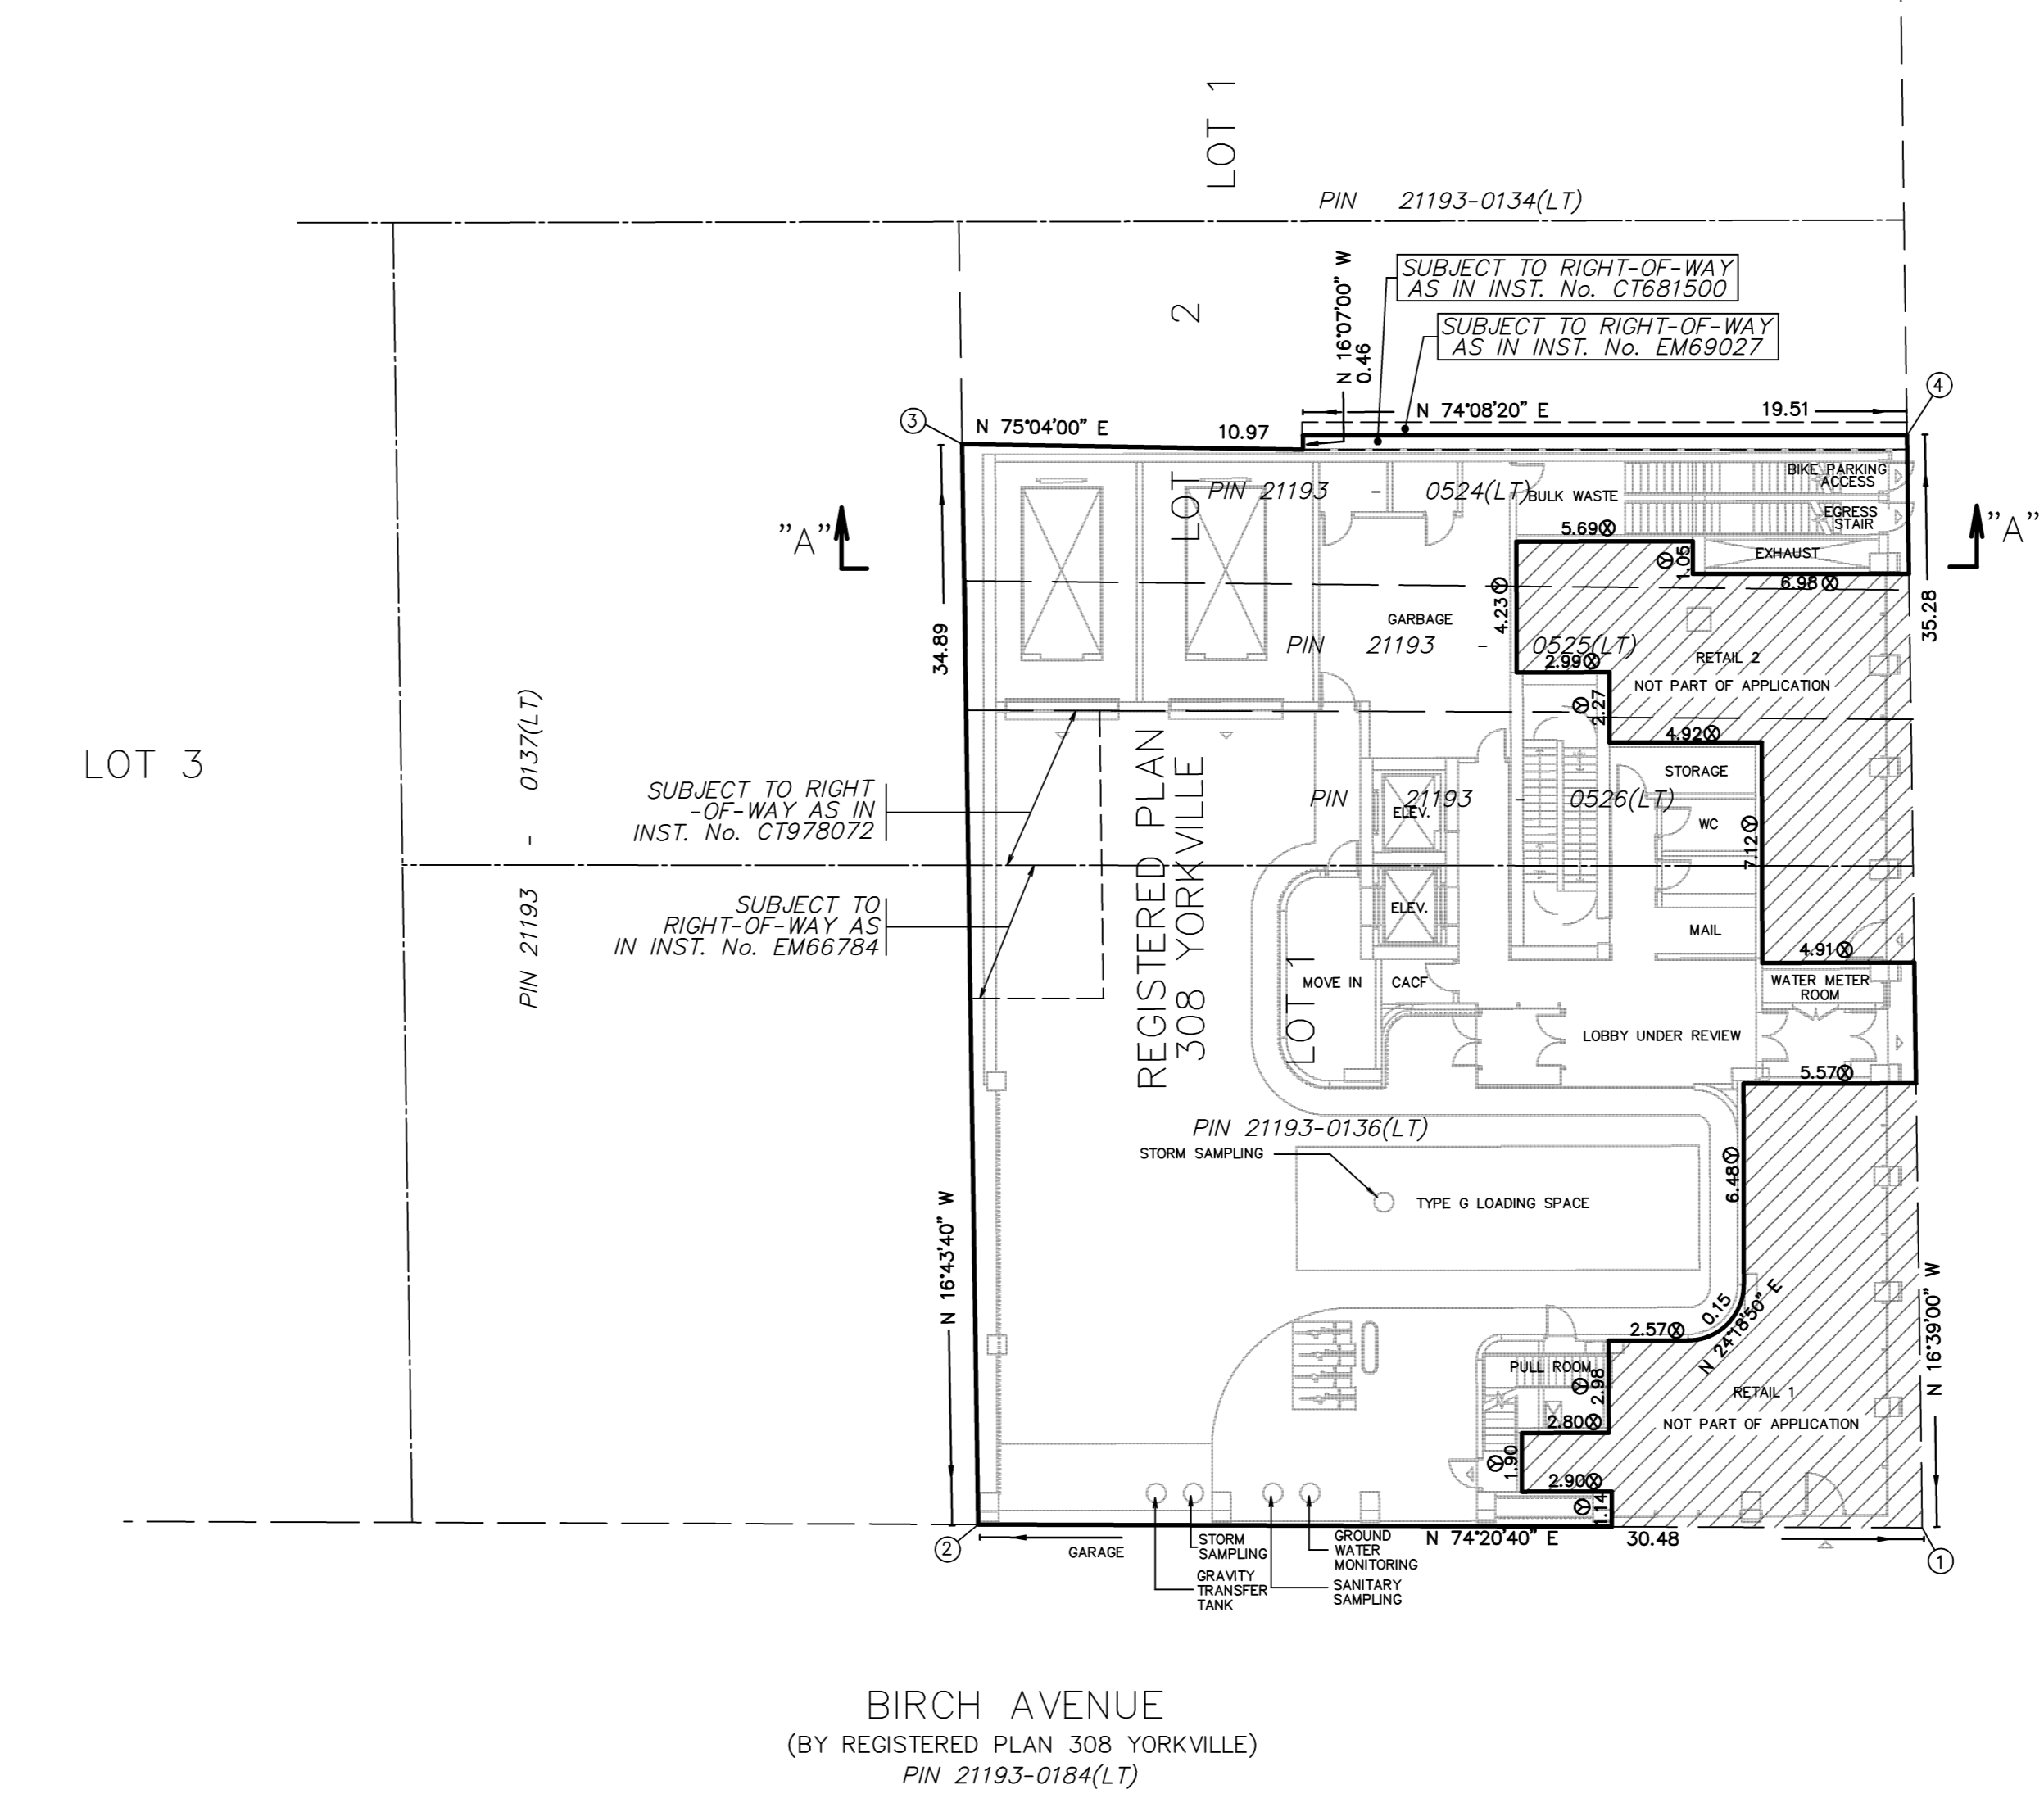 LOT 1
PIN 21193-0134(LT)
N 16°07'00" W
0.46
SUBJECT TO RIGHT-OF-WAY
AS IN INST. No. CT681500
SUBJECT TO RIGHT-OF-WAY
AS IN INST. No. EM69027
2
LOT
3
N 75°04'00" E
10.97
N 74°08'20" E
19.51
4
"A"
"A"
PIN 21193 - 0524(LT)
BULK WASTE
BIKE PARKING
ACCESS
EGRESS
STAIR
EXHAUST
5.69 X
Y 1.05
6.98 X
4.23 Y
GARBAGE
PIN 21193 - 0525(LT)
2.99 X
RETAIL 2
NOT PART OF APPLICATION
34.89
35.28
Y 2.27
4.92 X
LOT 3
PIN 21193 - 0137(LT)
SUBJECT TO RIGHT
-OF-WAY AS IN
INST. No. CT978072
REGISTERED PLAN
308 YORKVILLE
STORAGE
PIN 21193 - 0526(LT)
ELEV.
WC
7.12 Y
SUBJECT TO
RIGHT-OF-WAY AS
IN INST. No. EM66784
ELEV.
MAIL
4.91 X
MOVE IN
CACF
WATER METER
ROOM
LOT 1
LOBBY UNDER REVIEW
5.57 X
PIN 21193-0136(LT)
STORM SAMPLING
6.48 Y
TYPE G LOADING SPACE
N 16°43'40" W
N 16°39'00" W
0.15
N 24°18'50" E
2.57 X
PULL ROOM
Y 2.98
RETAIL 1
NOT PART OF APPLICATION
2.80 X
Y 1.90
2.90 X
Y 1.14
2
N 74°20'40" E
30.48
1
GARAGE
STORM
SAMPLING
GROUND
WATER
MONITORING
GRAVITY
TRANSFER
TANK
SANITARY
SAMPLING
BIRCH AVENUE
(BY REGISTERED PLAN 308 YORKVILLE)
PIN 21193-0184(LT)